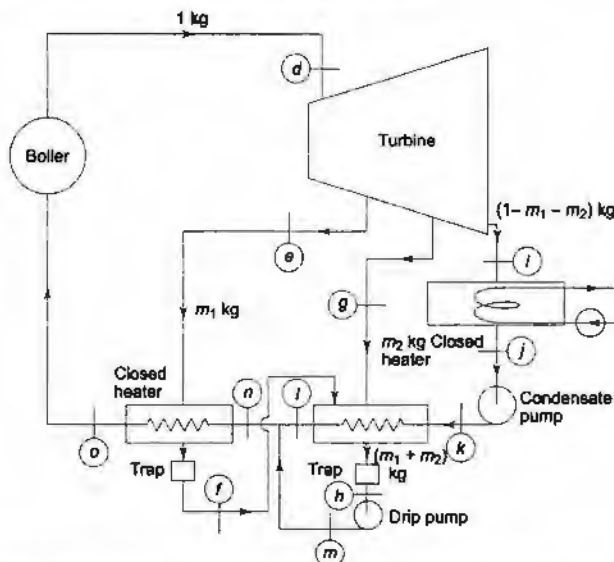 1 kg
d
Turbine
Boiler
(1– m₁ – m₂) kg
e
i
g
m₁ kg
m₂ kg Closed
heater
j
Closed
heater
n
l
Condensate
pump
o
k
Trap
Trap
(m₁ + m₂)
kg
f
h
Drip pump
m